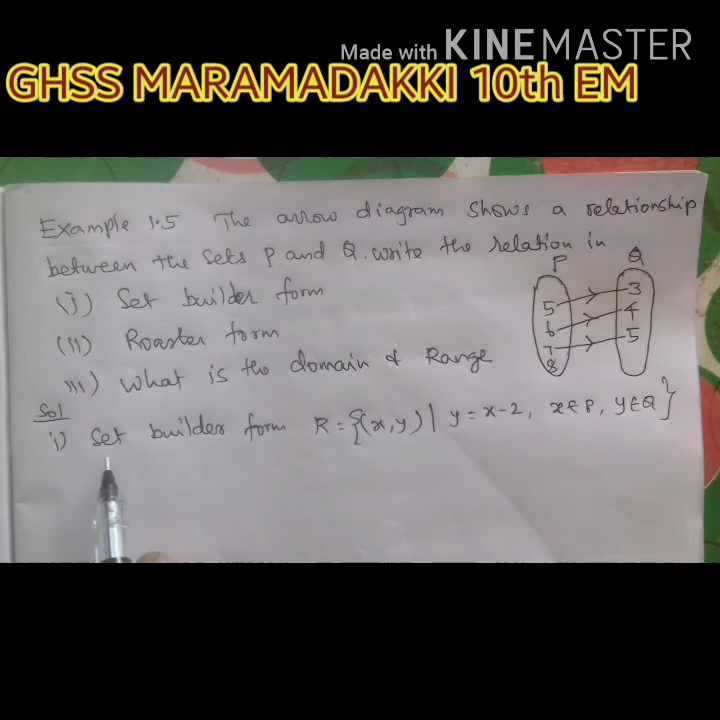 Made with KINEMASTER
GHSS MARAMADAKKI 10th EM
Example 1.5 The arrow diagram shows a relationship
between the sets P and Q. write the relation in
(i) Set builder form
(ii) Roaster form
iii) What is the domain & Range
P Q
5 3
6 4
7 5
8
Sol
i) Set builder form R = {(x,y) | y = x-2, x ∈ P, y ∈ Q}